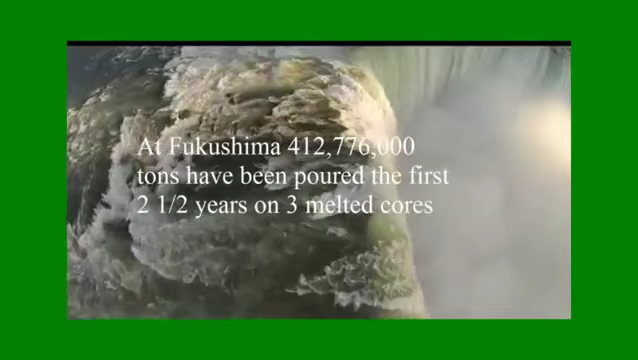 At Fukushima 412,776,000
tons have been poured the first
2 1/2 years on 3 melted cores